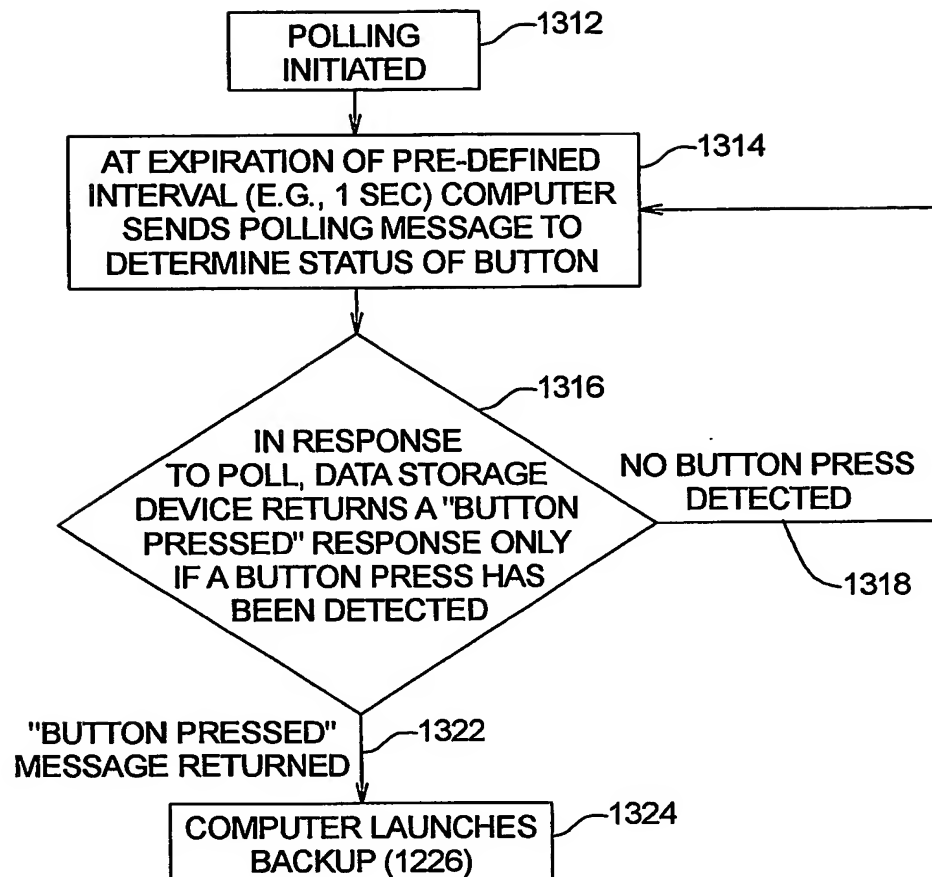 POLLING
INITIATED
1312
AT EXPIRATION OF PRE-DEFINED
INTERVAL (E.G., 1 SEC) COMPUTER
SENDS POLLING MESSAGE TO
DETERMINE STATUS OF BUTTON
1314
1316
IN RESPONSE
TO POLL, DATA STORAGE
DEVICE RETURNS A "BUTTON
PRESSED" RESPONSE ONLY
IF A BUTTON PRESS HAS
BEEN DETECTED
NO BUTTON PRESS
DETECTED
1318
"BUTTON PRESSED"
MESSAGE RETURNED
1322
COMPUTER LAUNCHES
BACKUP (1226)
1324